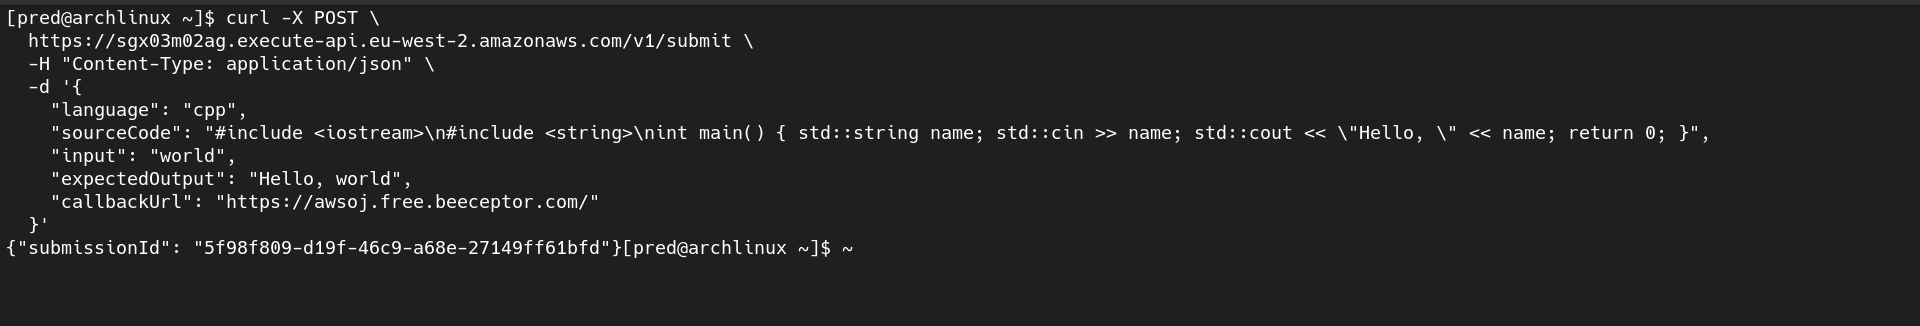 [pred@archlinux ~]$ curl -X POST \
  https://sgx03m02ag.execute-api.eu-west-2.amazonaws.com/v1/submit \
  -H "Content-Type: application/json" \
  -d '{
    "language": "cpp",
    "sourceCode": "#include <iostream>\n#include <string>\nint main() { std::string name; std::cin >> name; std::cout << \"Hello, \" << name; return 0; }",
    "input": "world",
    "expectedOutput": "Hello, world",
    "callbackUrl": "https://awsoj.free.beeceptor.com/"
  }'
{"submissionId": "5f98f809-d19f-46c9-a68e-27149ff61bfd"}[pred@archlinux ~]$ ~